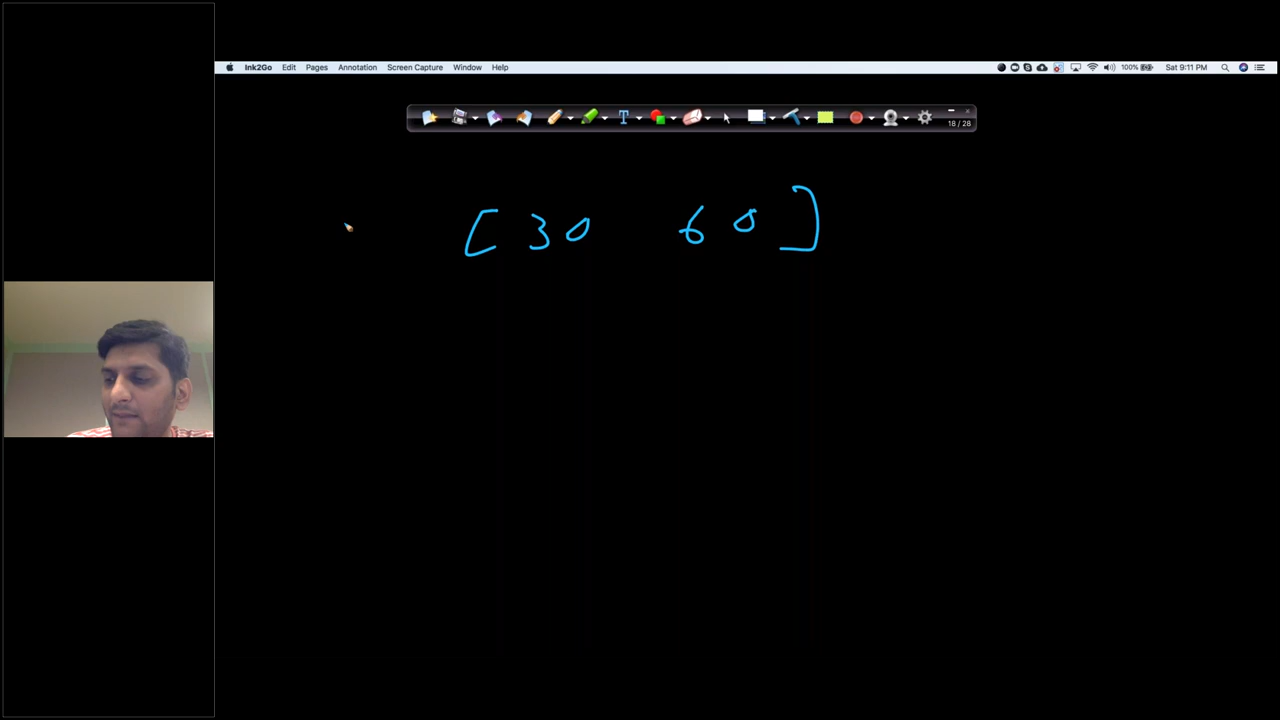 Ink2Go Edit Pages Annotation Screen Capture Window Help 100% Sat 9:11 PM
T
18 / 28
[ 30 60 ]